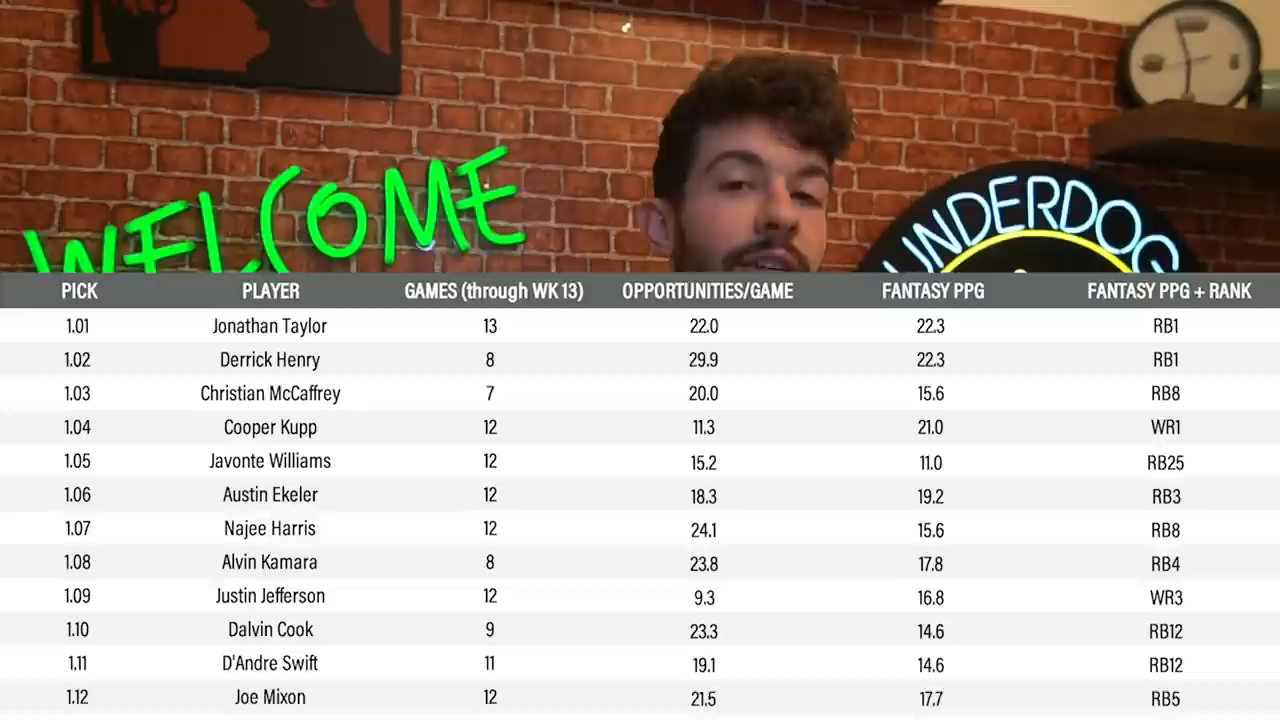 WELCOME
UNDERDOG
PICK PLAYER GAMES (through WK 13) OPPORTUNITIES/GAME FANTASY PPG FANTASY PPG + RANK
1.01 Jonathan Taylor 13 22.0 22.3 RB1
1.02 Derrick Henry 8 29.9 22.3 RB1
1.03 Christian McCaffrey 7 20.0 15.6 RB8
1.04 Cooper Kupp 12 11.3 21.0 WR1
1.05 Javonte Williams 12 15.2 11.0 RB25
1.06 Austin Ekeler 12 18.3 19.2 RB3
1.07 Najee Harris 12 24.1 15.6 RB8
1.08 Alvin Kamara 8 23.8 17.8 RB4
1.09 Justin Jefferson 12 9.3 16.8 WR3
1.10 Dalvin Cook 9 23.3 14.6 RB12
1.11 D'Andre Swift 11 19.1 14.6 RB12
1.12 Joe Mixon 12 21.5 17.7 RB5